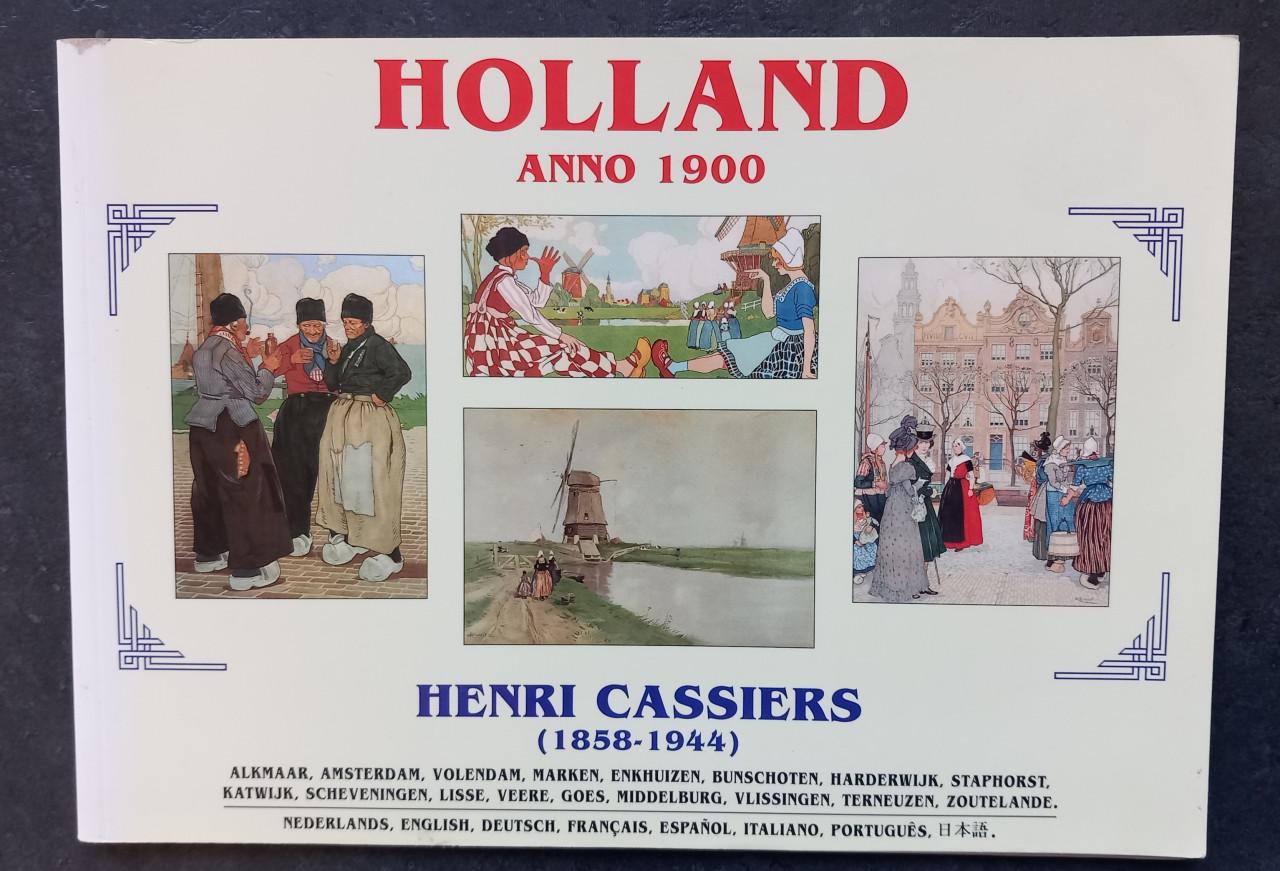 HOLLAND
ANNO 1900
HENRI CASSIERS
(1858-1944)
ALKMAAR, AMSTERDAM, VOLENDAM, MARKEN, ENKHUIZEN, BUNSCHOTEN, HARDERWIJK, STAPHORST,
KATWIJK, SCHEVENINGEN, LISSE, VEERE, GOES, MIDDELBURG, VLISSINGEN, TERNEUZEN, ZOUTELANDE.
NEDERLANDS, ENGLISH, DEUTSCH, FRANÇAIS, ESPAÑOL, ITALIANO, PORTUGUÊS, 日本語.